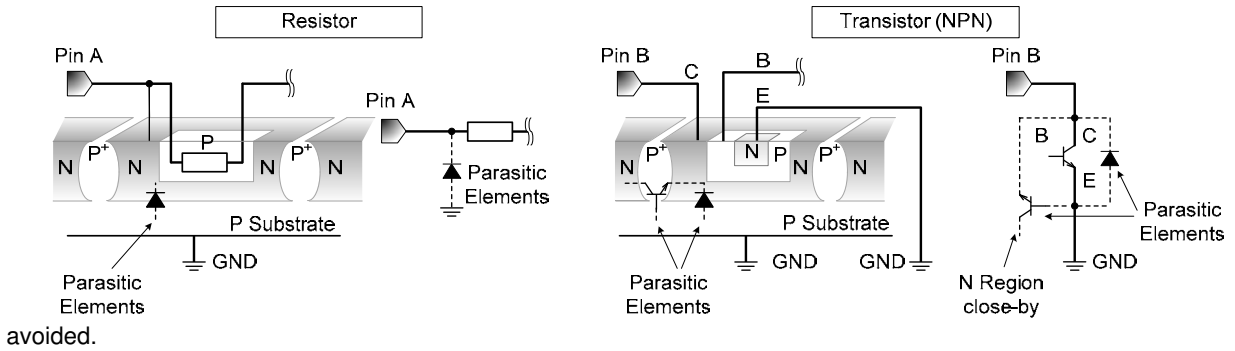 Resistor
Transistor (NPN)
Pin A
Pin A
P
N
P+
N
N
P+
N
Parasitic
Elements
P Substrate
GND
Parasitic
Elements
Pin B
C
B
E
N
P+
N
P
N
P+
N
P Substrate
GND
GND
Parasitic
Elements
Pin B
B
C
E
Parasitic
Elements
GND
N Region
close-by
avoided.